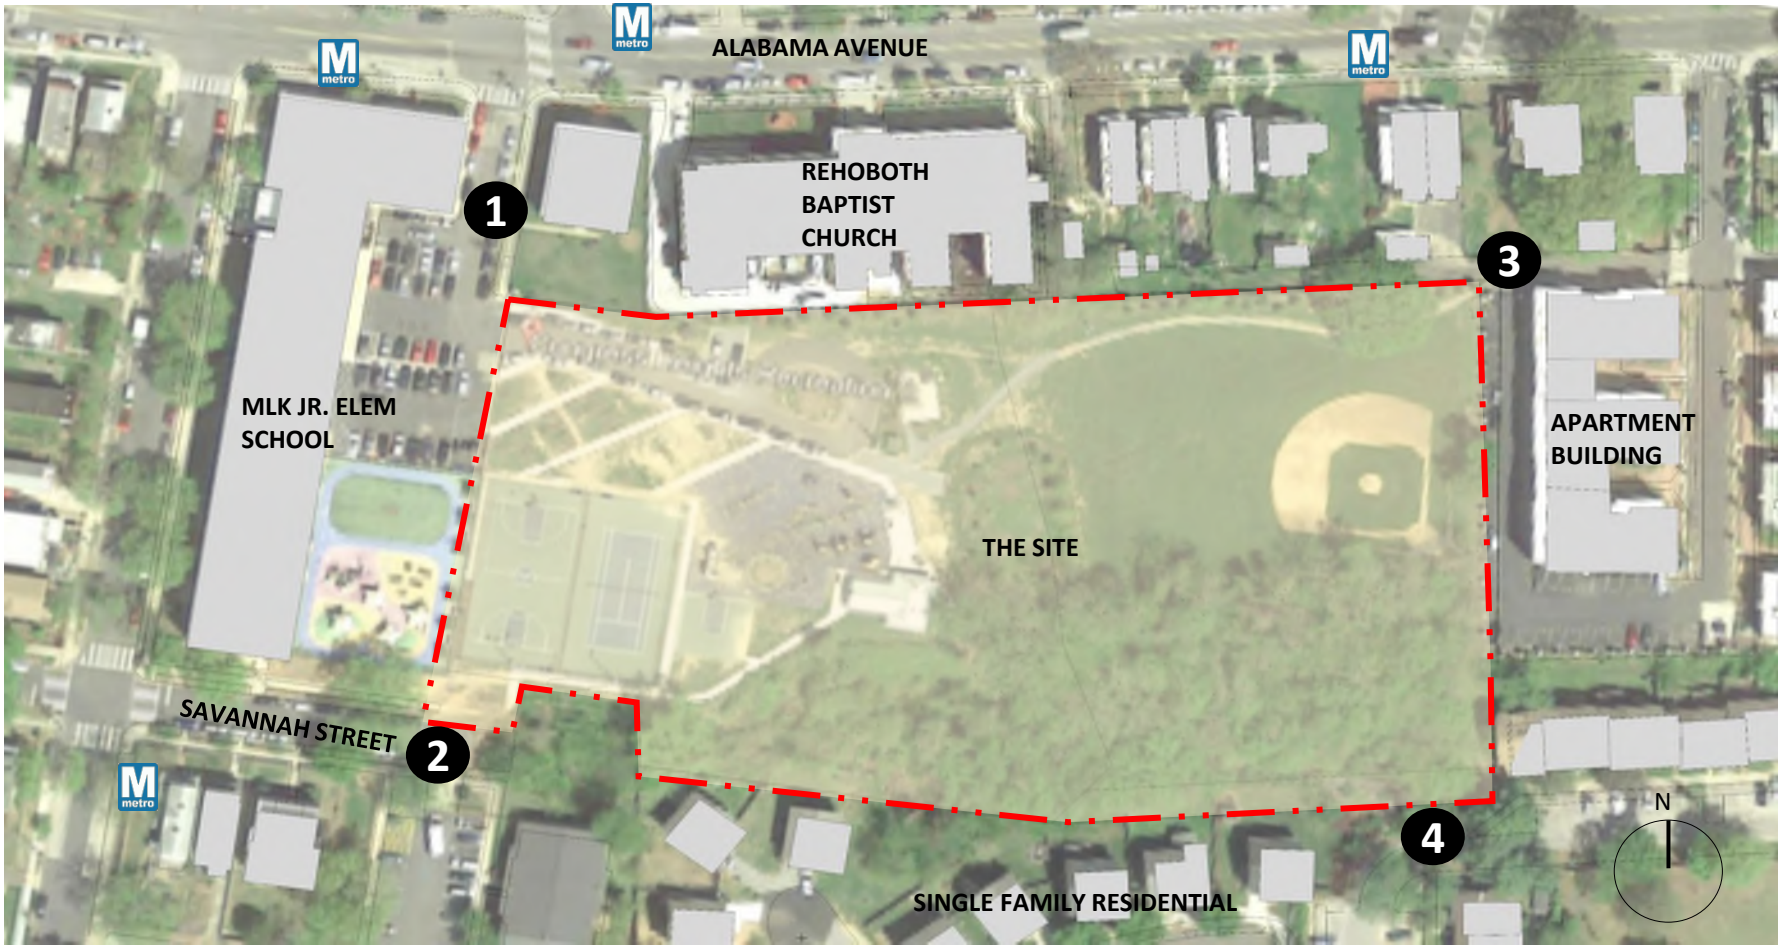 M
metro
M
metro
ALABAMA AVENUE
M
metro
1
REHOBOTH
BAPTIST
CHURCH
3
MLK JR. ELEM
SCHOOL
APARTMENT
BUILDING
THE SITE
SAVANNAH STREET
2
M
metro
N
4
SINGLE FAMILY RESIDENTIAL